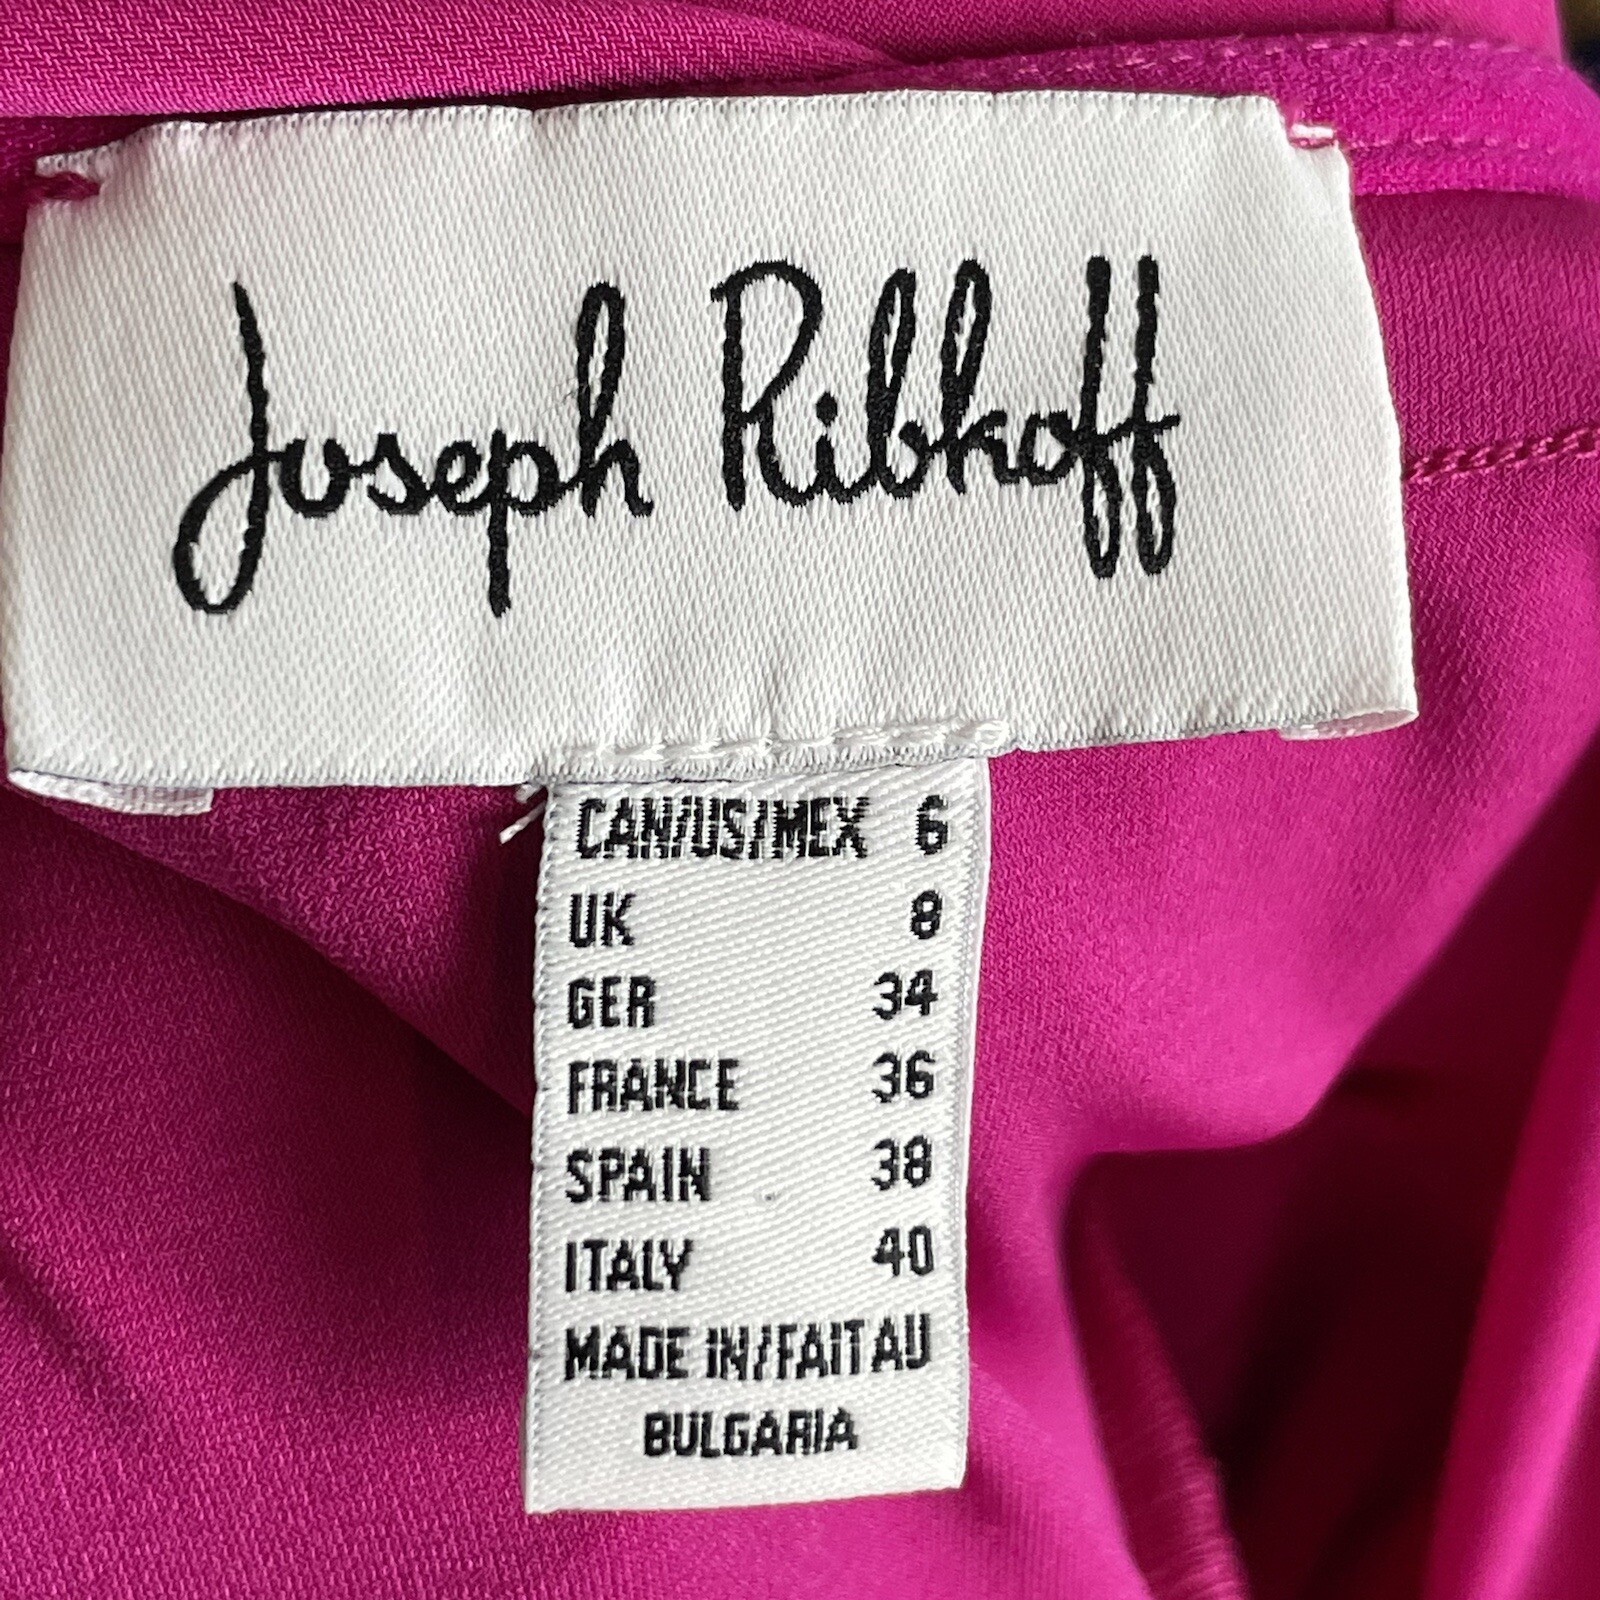 Joseph Ribkoff
CAN/US/MEX 6
UK 8
GER 34
FRANCE 36
SPAIN 38
ITALY 40
MADE IN/FAIT AU
BULGARIA